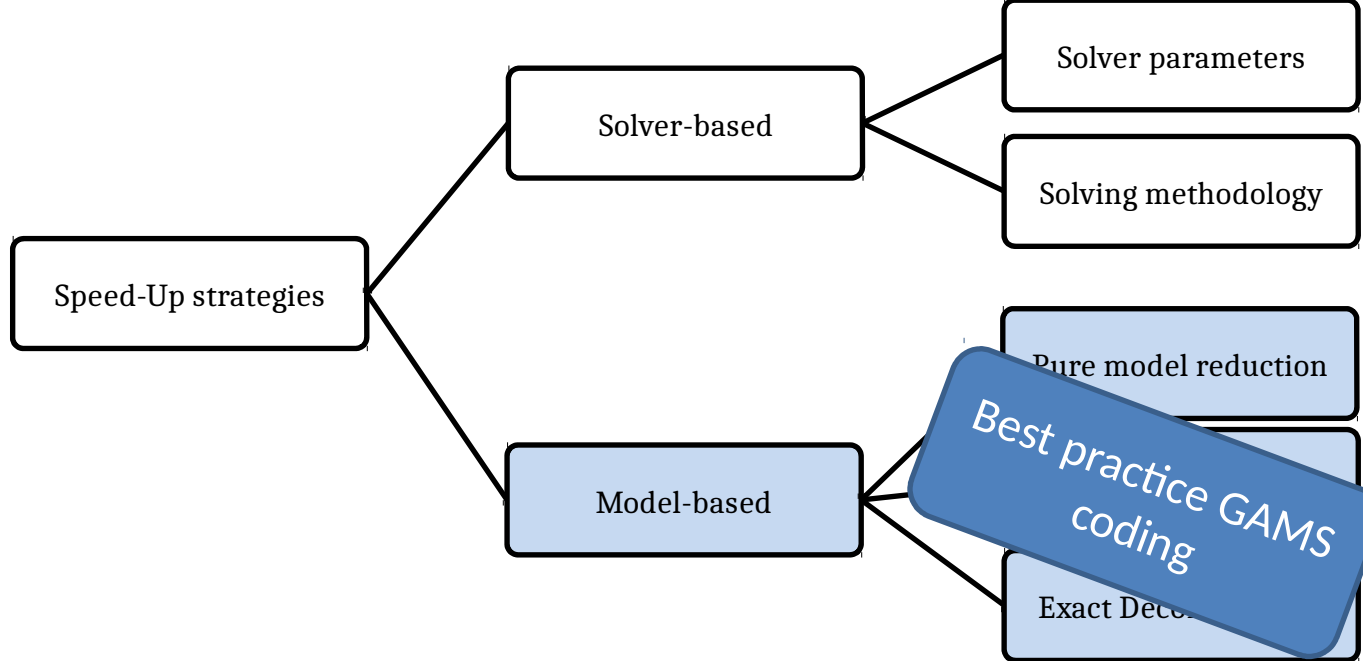 Solver parameters
Solver-based
Solving methodology
Speed-Up strategies
Pure model reduction
Best practice GAMS
coding
Model-based
Exact